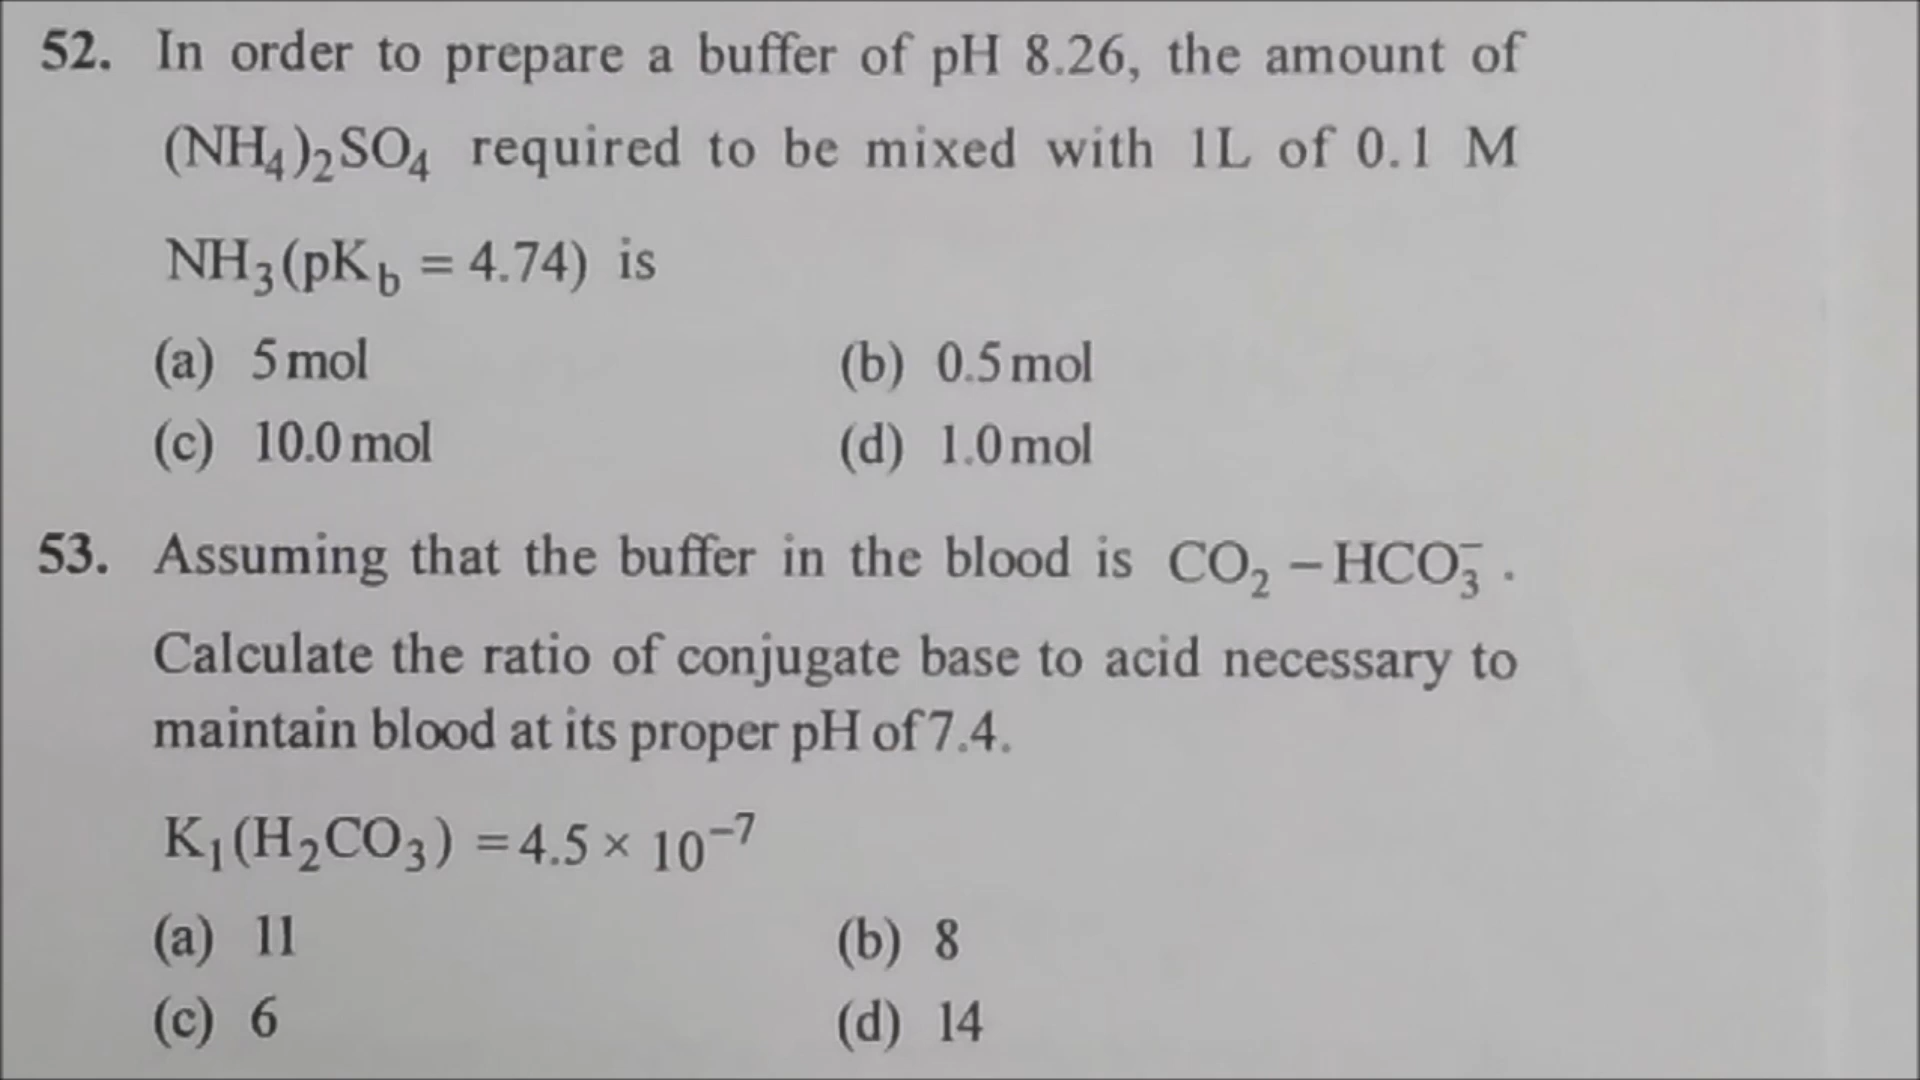 52. In order to prepare a buffer of pH 8.26, the amount of
(NH₄)₂SO₄ required to be mixed with 1L of 0.1 M
NH₃(pK_b = 4.74) is
(a) 5 mol (b) 0.5 mol
(c) 10.0 mol (d) 1.0 mol
53. Assuming that the buffer in the blood is CO₂ – HCO₃⁻ .
Calculate the ratio of conjugate base to acid necessary to
maintain blood at its proper pH of 7.4.
K₁(H₂CO₃) = 4.5 × 10⁻⁷
(a) 11 (b) 8
(c) 6 (d) 14